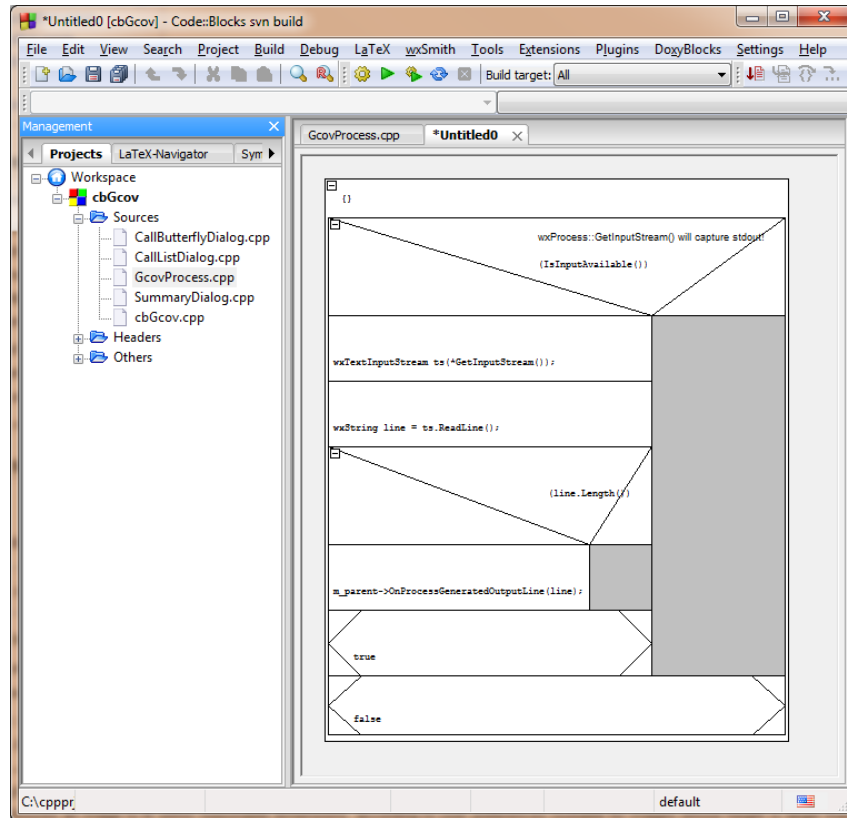 *Untitled0 [cbGcov] - Code::Blocks svn build
File Edit View Search Project Build Debug LaTeX wxSmith Tools Extensions Plugins DoxyBlocks Settings Help
Build target: All
Management
Projects LaTeX-Navigator Sym
Workspace
cbGcov
Sources
CallButterflyDialog.cpp
CallListDialog.cpp
GcovProcess.cpp
SummaryDialog.cpp
cbGcov.cpp
Headers
Others
GcovProcess.cpp *Untitled0
{}
wxProcess::GetInputStream() will capture stdout!
(IsInputAvailable())
wxTextInputStream ts(*GetInputStream());
wxString line = ts.ReadLine();
(line.Length())
m_parent->OnProcessGeneratedOutputLine(line);
true
false
C:\cppprj default